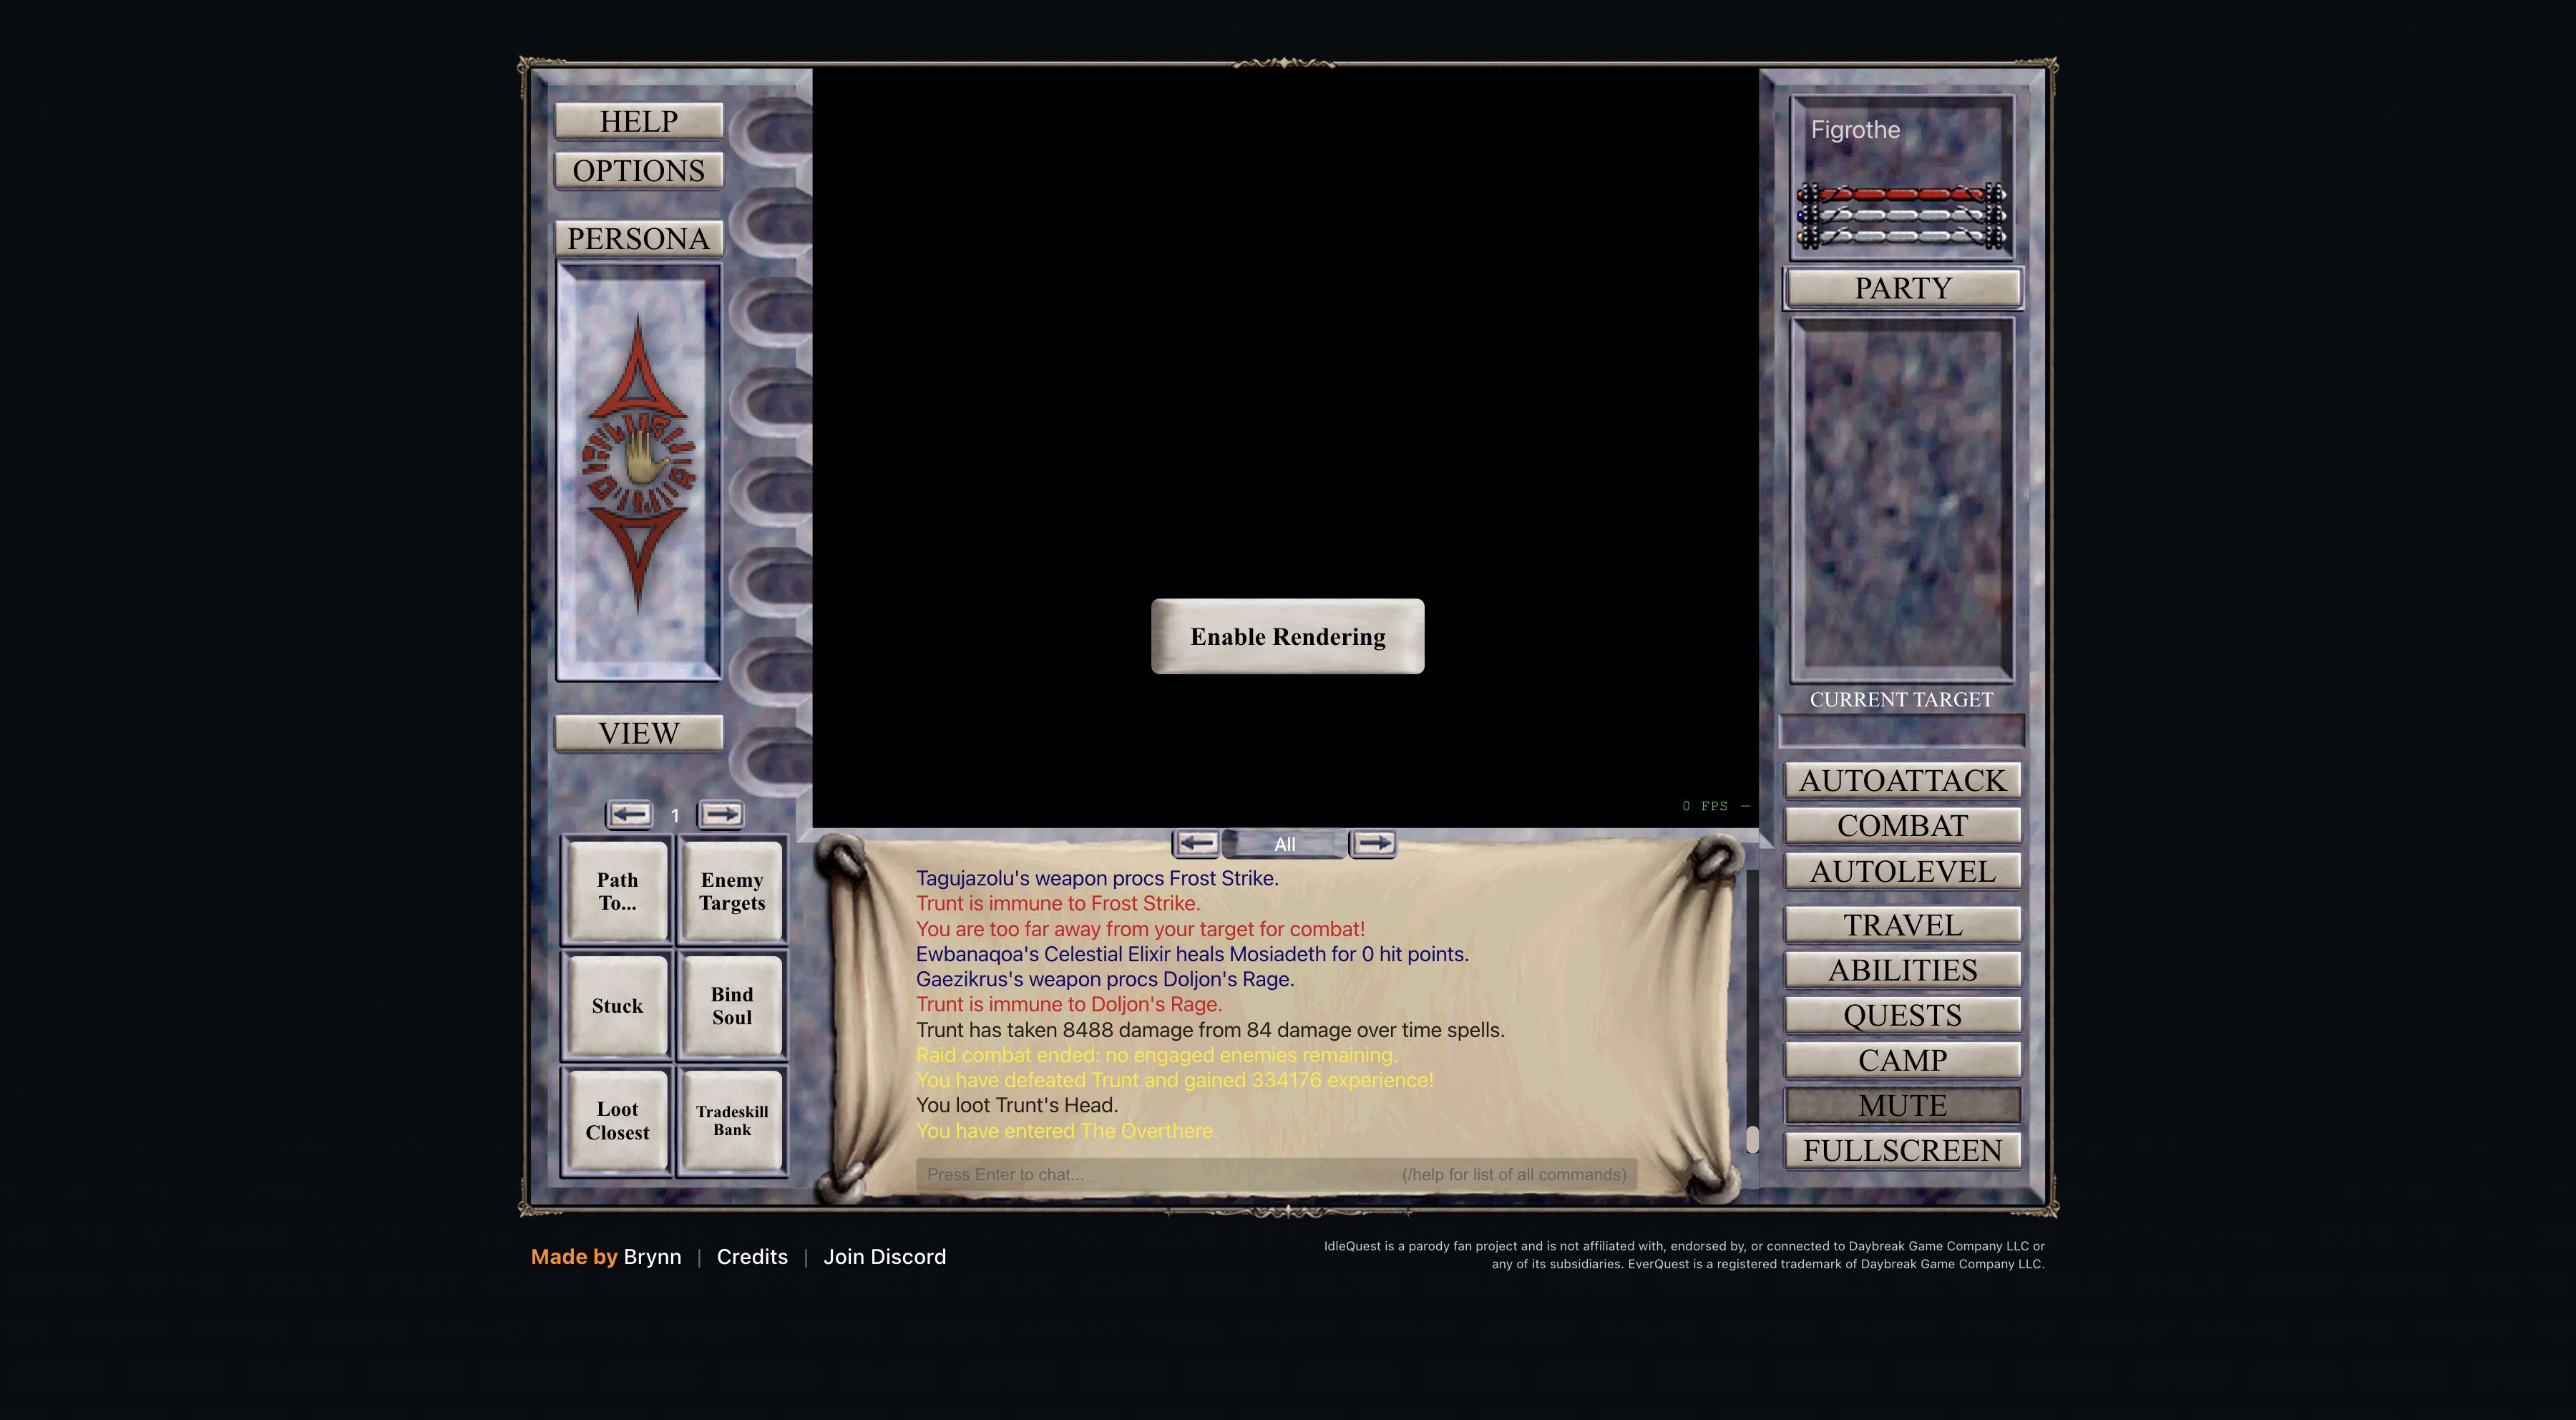 HELP
OPTIONS
PERSONA
VIEW
1
Path
To...
Enemy
Targets
Stuck
Bind
Soul
Loot
Closest
Tradeskill
Bank
Enable Rendering
0 FPS –
All
Tagujazolu's weapon procs Frost Strike.
Trunt is immune to Frost Strike.
You are too far away from your target for combat!
Ewbanaqoa's Celestial Elixir heals Mosiadeth for 0 hit points.
Gaezikrus's weapon procs Doljon's Rage.
Trunt is immune to Doljon's Rage.
Trunt has taken 8488 damage from 84 damage over time spells.
Raid combat ended: no engaged enemies remaining.
You have defeated Trunt and gained 334176 experience!
You loot Trunt's Head.
You have entered The Overthere.
Press Enter to chat... (/help for list of all commands)
Figrothe
PARTY
CURRENT TARGET
AUTOATTACK
COMBAT
AUTOLEVEL
TRAVEL
ABILITIES
QUESTS
CAMP
MUTE
FULLSCREEN
Made by Brynn | Credits | Join Discord
IdleQuest is a parody fan project and is not affiliated with, endorsed by, or connected to Daybreak Game Company LLC or
any of its subsidiaries. EverQuest is a registered trademark of Daybreak Game Company LLC.